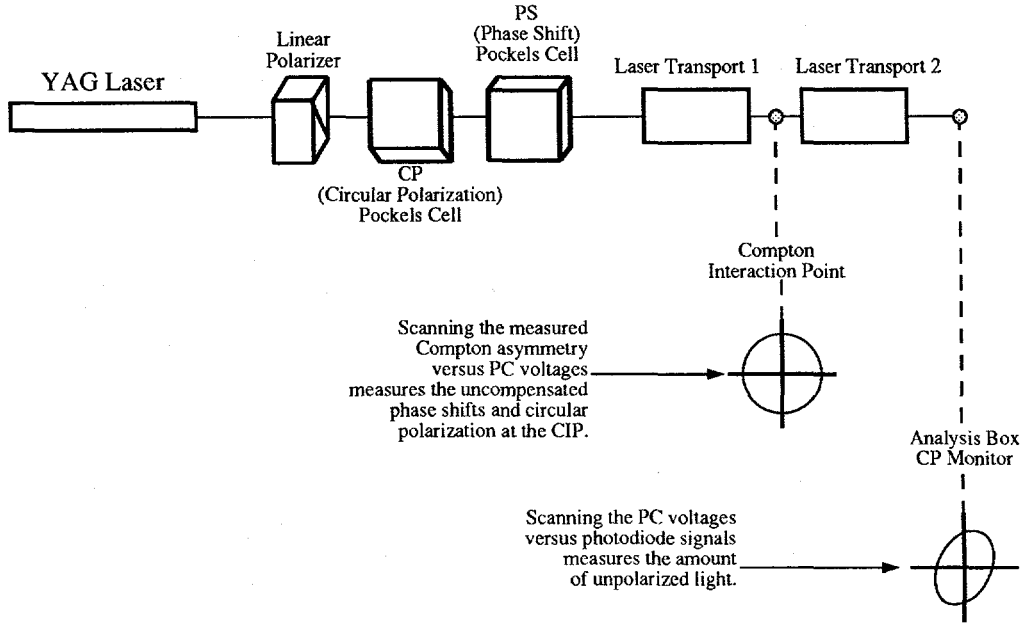 YAG Laser
Linear
Polarizer
PS
(Phase Shift)
Pockels Cell
CP
(Circular Polarization)
Pockels Cell
Laser Transport 1
Laser Transport 2
Compton
Interaction Point
Scanning the measured
Compton asymmetry
versus PC voltages
measures the uncompensated
phase shifts and circular
polarization at the CIP.
Analysis Box
CP Monitor
Scanning the PC voltages
versus photodiode signals
measures the amount
of unpolarized light.